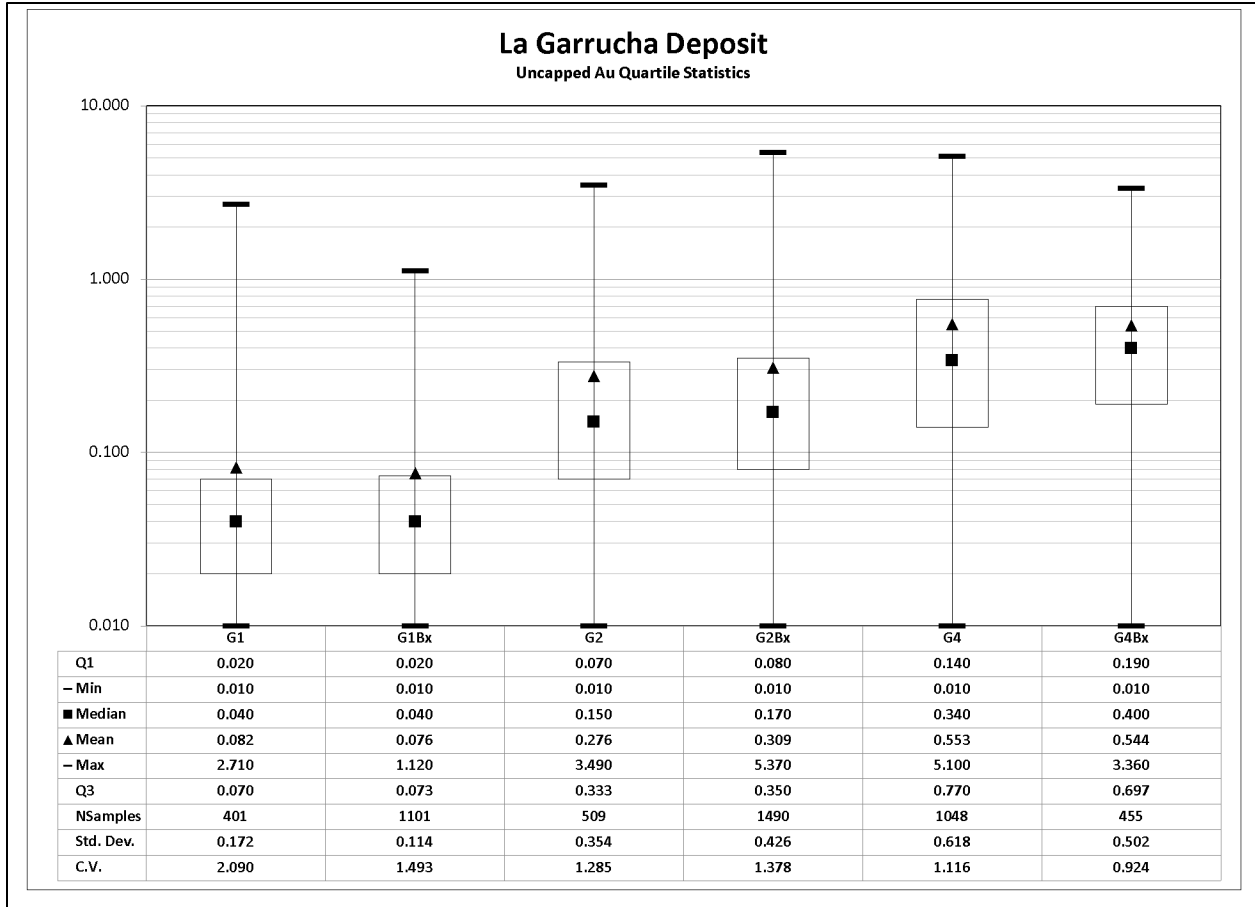 La Garrucha Deposit
Uncapped Au Quartile Statistics
10.000
1.000
0.100
0.010
G1 G1Bx G2 G2Bx G4 G4Bx
Q1 0.020 0.020 0.070 0.080 0.140 0.190
Min 0.010 0.010 0.010 0.010 0.010 0.010
Median 0.040 0.040 0.150 0.170 0.340 0.400
Mean 0.082 0.076 0.276 0.309 0.553 0.544
Max 2.710 1.120 3.490 5.370 5.100 3.360
Q3 0.070 0.073 0.333 0.350 0.770 0.697
NSamples 401 1101 509 1490 1048 455
Std. Dev. 0.172 0.114 0.354 0.426 0.618 0.502
C.V. 2.090 1.493 1.285 1.378 1.116 0.924